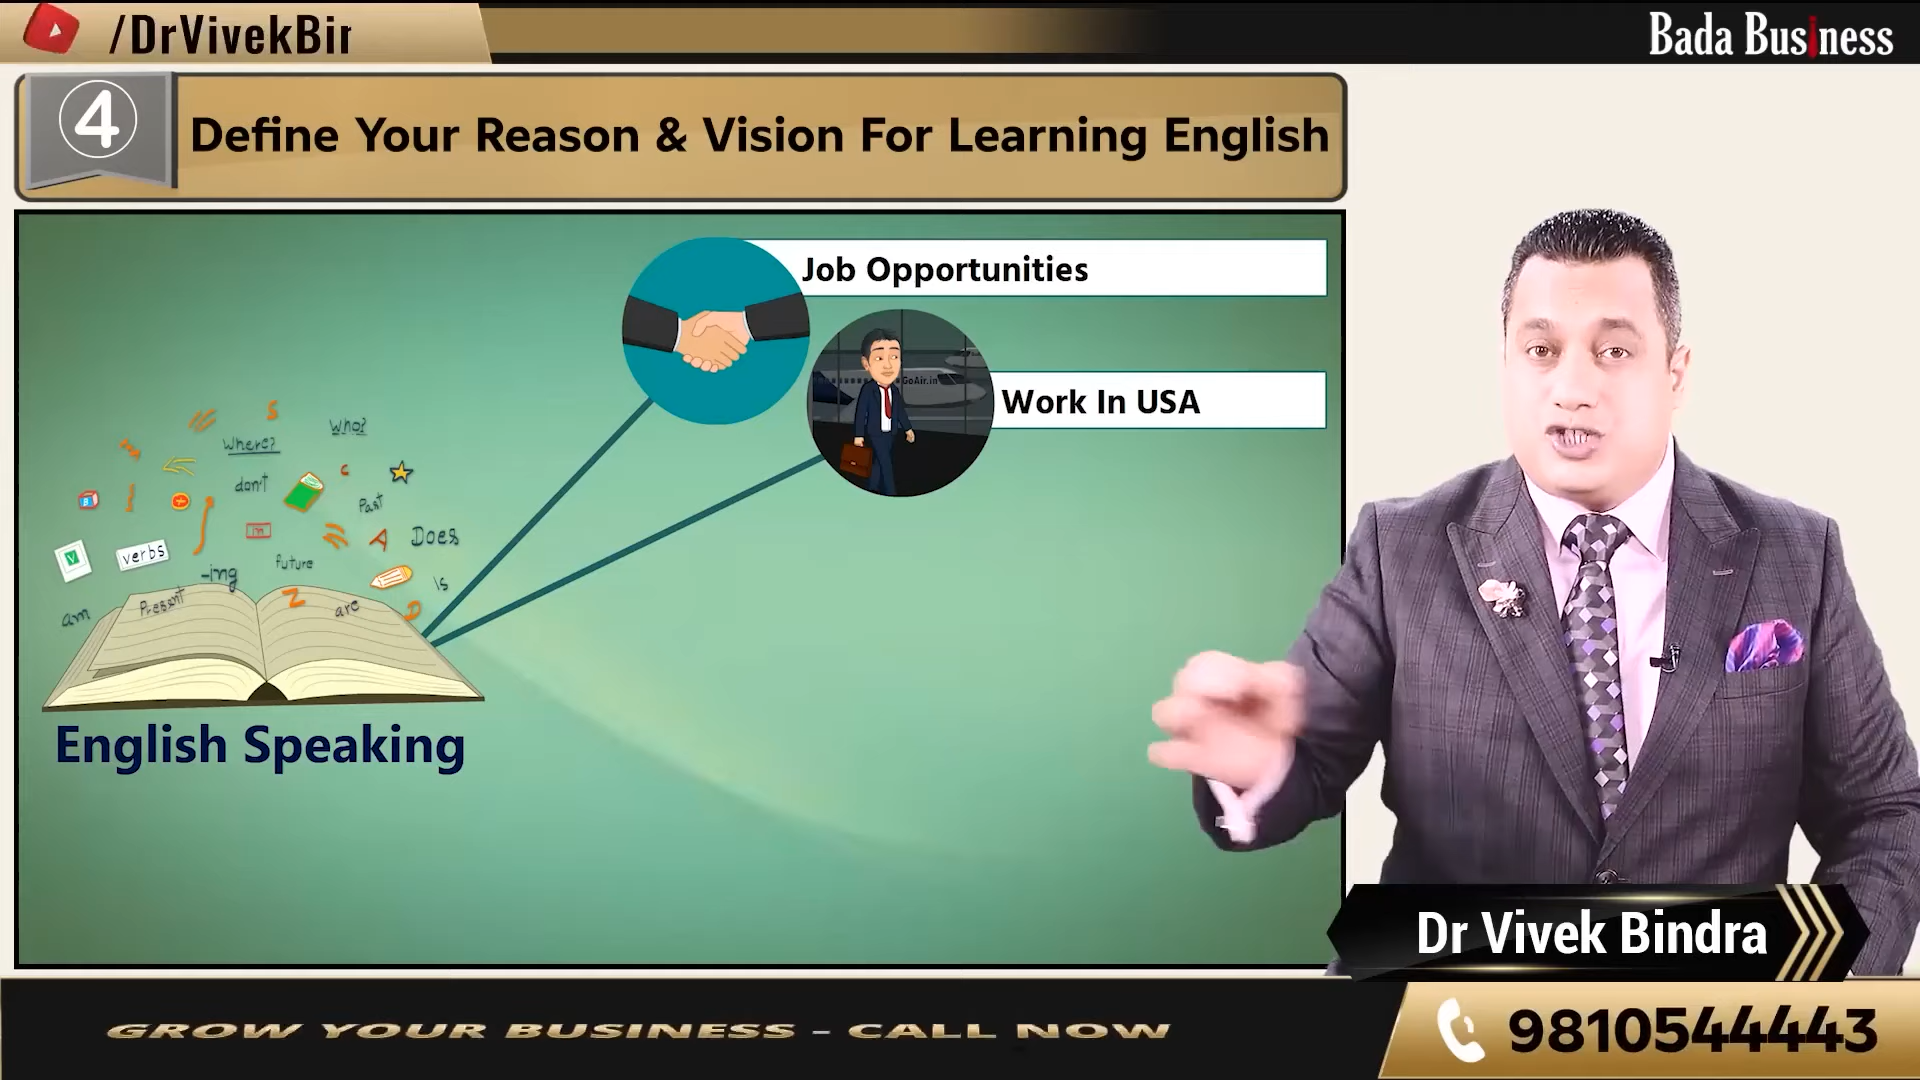 /DrVivekBir
Bada Business
4
Define Your Reason & Vision For Learning English
Job Opportunities
GoAir.in
Work In USA
S
Where?
Who?
don't
c
Past
B
verbs
V
A
Does
-ing
future
is
am
Present
Z
are
D
English Speaking
Dr Vivek Bindra
GROW YOUR BUSINESS - CALL NOW
9810544443